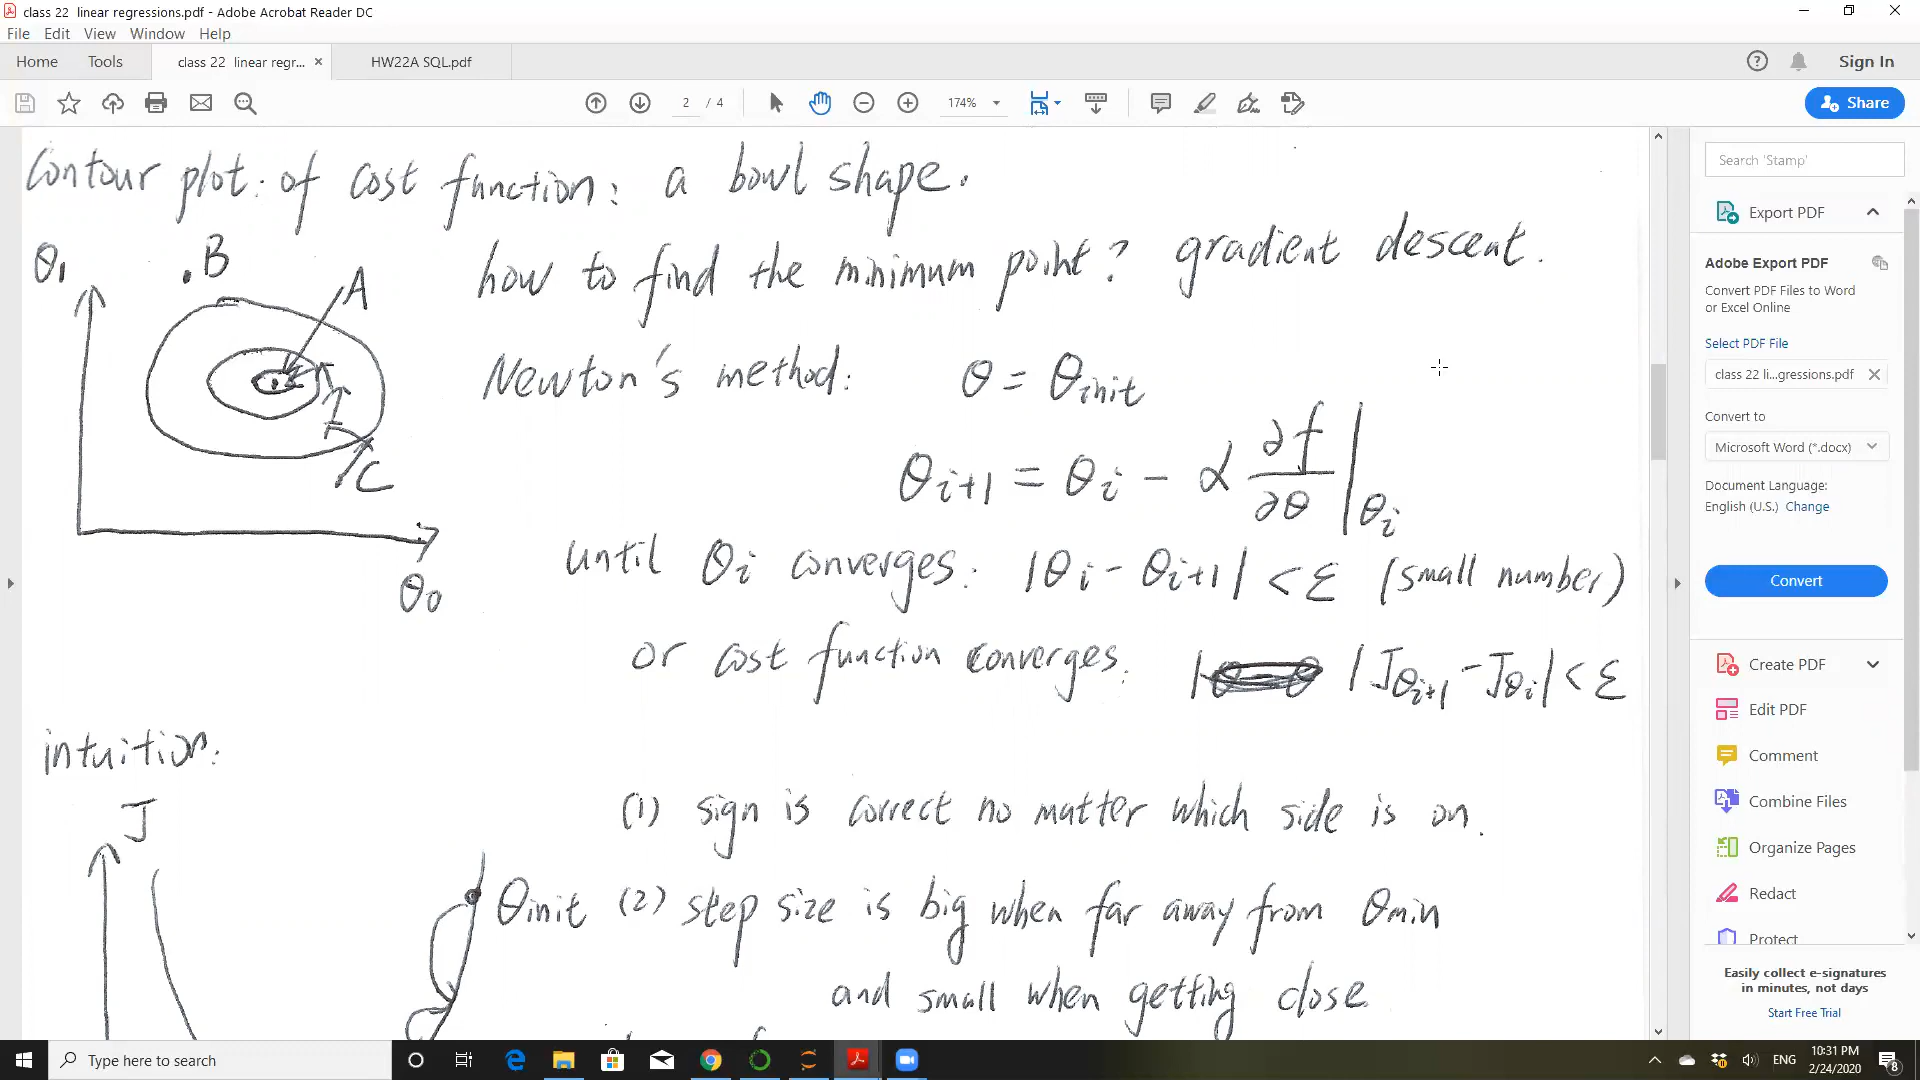 class 22 linear regressions.pdf - Adobe Acrobat Reader DC
File Edit View Window Help
Home Tools class 22 linear regr... × HW22A SQL.pdf Sign In
2 / 4 174% Share
Contour plot: of cost function: a bowl shape.
θ₁ .B A how to find the minimum point? gradient descent.
Newton's method: θ = θinit
C
θi+1 = θi - α ∂f/∂θ |θi
until θi converges: |θi - θi+1| < ε (small number)
θ₀
or cost function converges: | |Jθi+1 - Jθi| < ε
intuition:
J
(1) sign is correct no matter which side is on.
θinit (2) step size is big when far away from θmin
and small when getting close
Search 'Stamp'
Export PDF
Adobe Export PDF
Convert PDF Files to Word
or Excel Online
Select PDF File
class 22 li...gressions.pdf ×
Convert to
Microsoft Word (*.docx)
Document Language:
English (U.S.) Change
Convert
Create PDF
Edit PDF
Comment
Combine Files
Organize Pages
Redact
Protect
Easily collect e-signatures
in minutes, not days
Start Free Trial
Type here to search
ENG
10:31 PM
2/24/2020
8